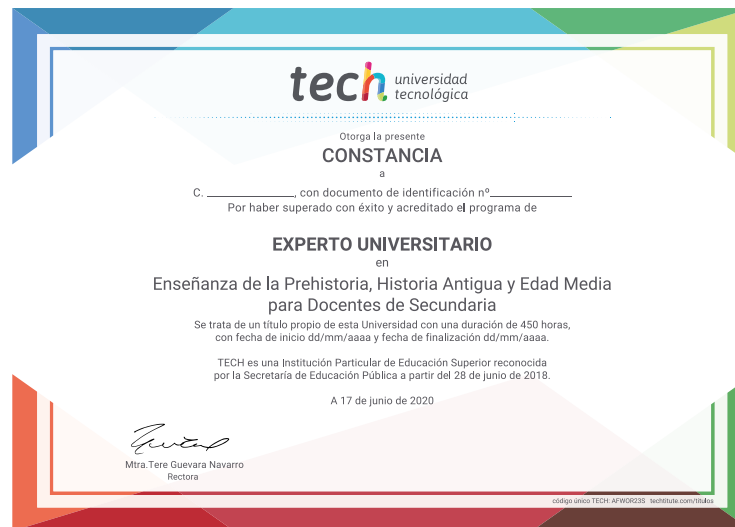 tech universidad
tecnológica
Otorga la presente
CONSTANCIA
a
C. ________________, con documento de identificación nº________________
Por haber superado con éxito y acreditado el programa de
EXPERTO UNIVERSITARIO
en
Enseñanza de la Prehistoria, Historia Antigua y Edad Media
para Docentes de Secundaria
Se trata de un título propio de esta Universidad con una duración de 450 horas,
con fecha de inicio dd/mm/aaaa y fecha de finalización dd/mm/aaaa.
TECH es una Institución Particular de Educación Superior reconocida
por la Secretaría de Educación Pública a partir del 28 de junio de 2018.
A 17 de junio de 2020
Mtra.Tere Guevara Navarro
Rectora
código único TECH: AFWOR23S techtitute.com/titulos